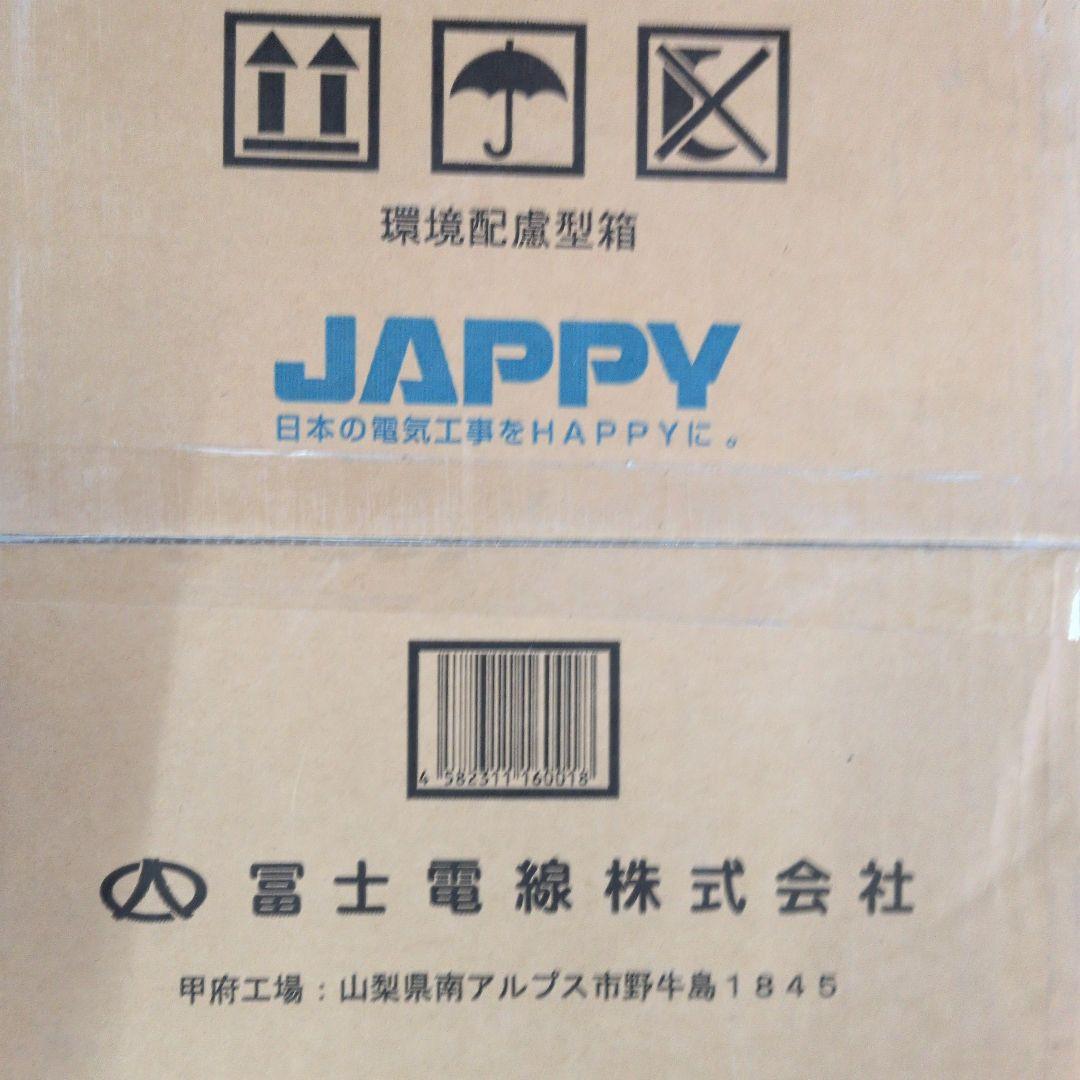 環境配慮型箱
JAPPY
日本の電気工事をHAPPYに。
4 582311 160018
冨士電線株式会社
甲府工場：山梨県南アルプス市野牛島1845